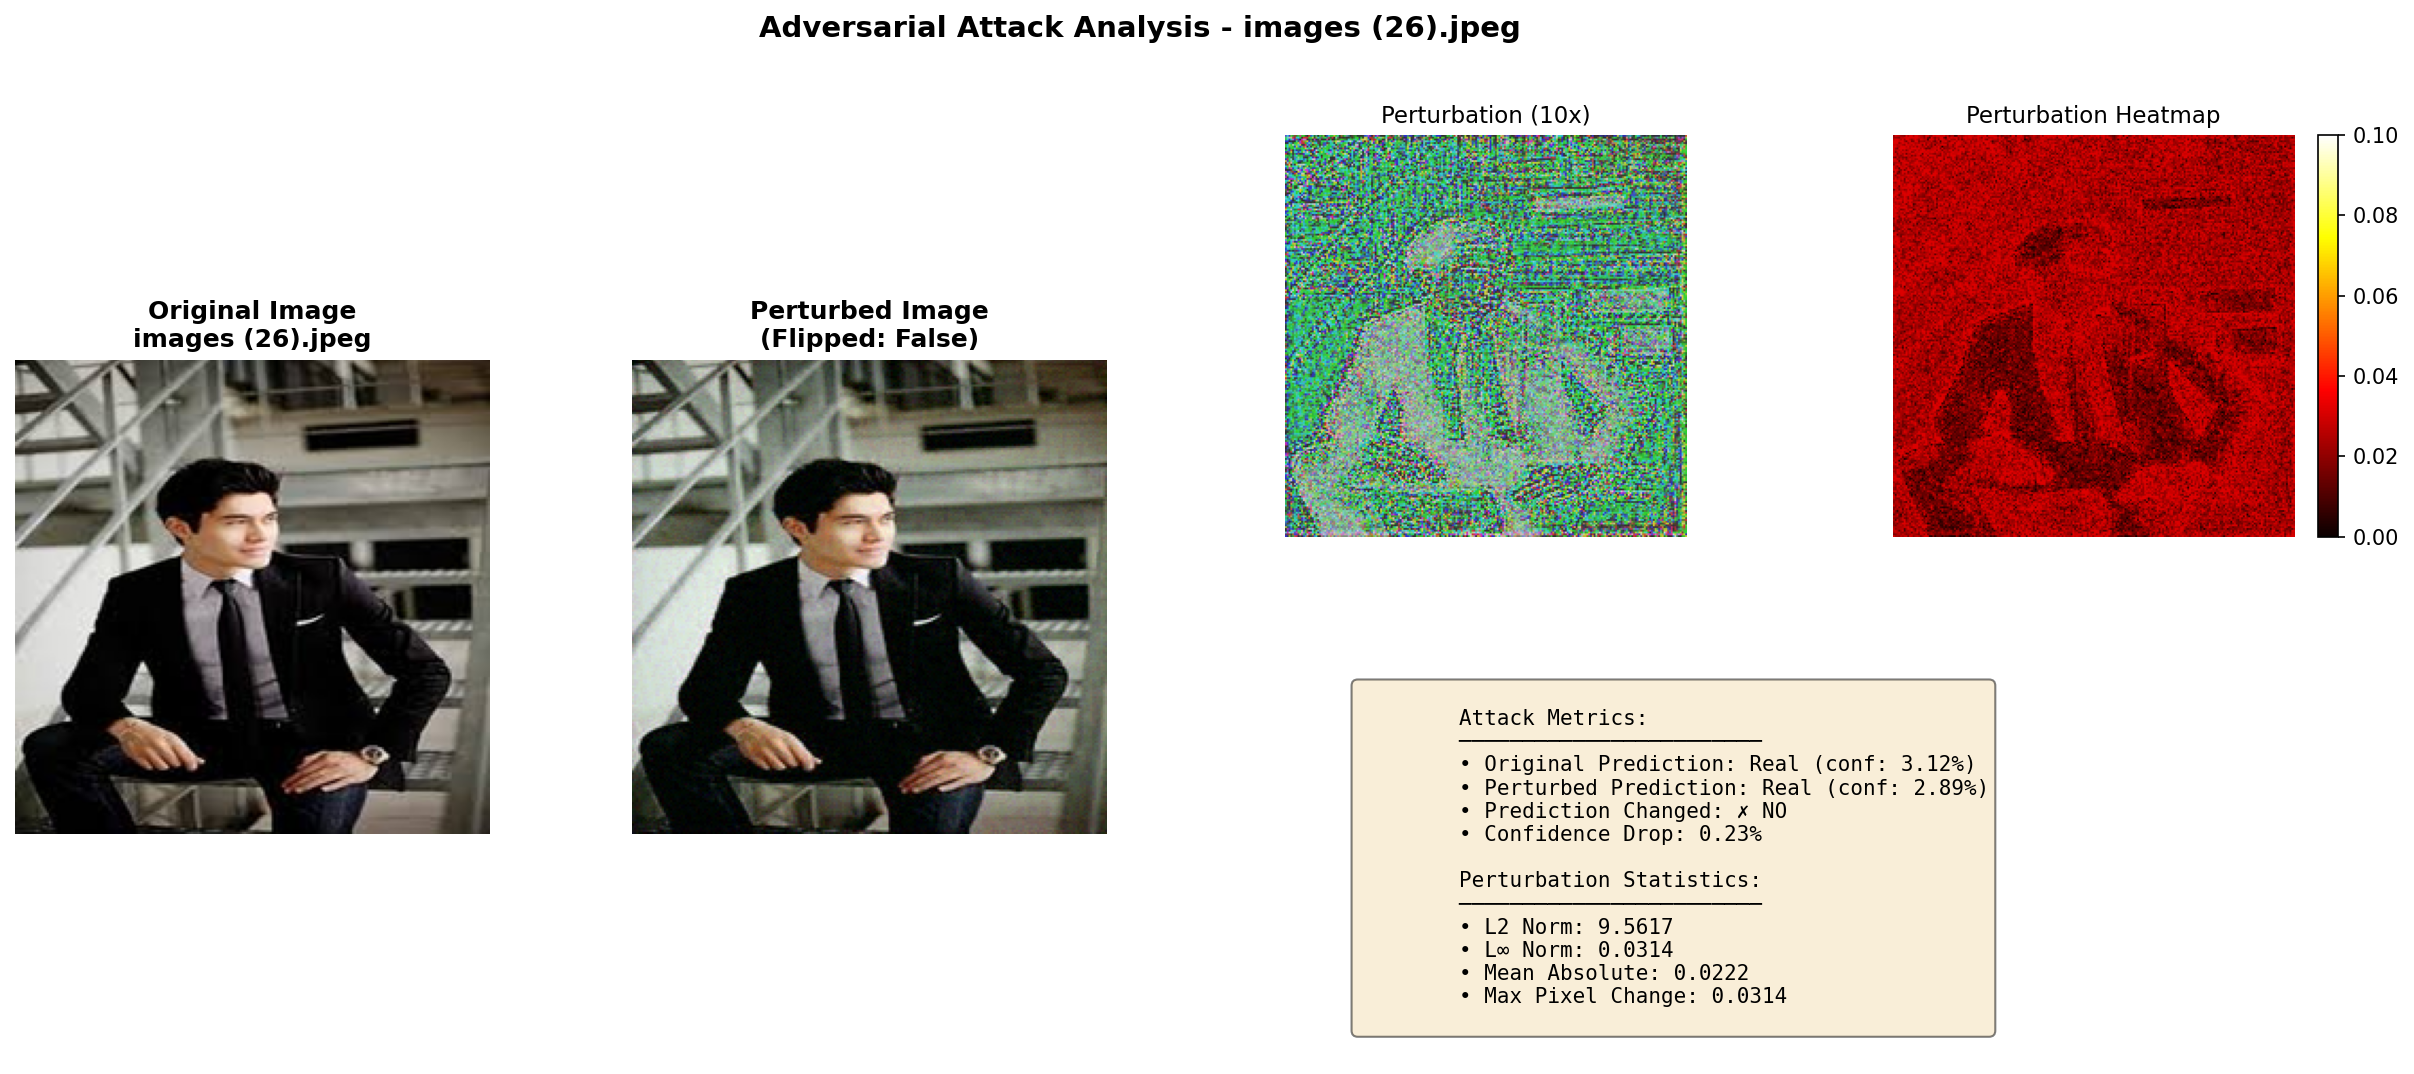 Adversarial Attack Analysis - images (26).jpeg
Original Image
images (26).jpeg
Perturbed Image
(Flipped: False)
Perturbation (10x)
Perturbation Heatmap
0.10
0.08
0.06
0.04
0.02
0.00
Attack Metrics:
• Original Prediction: Real (conf: 3.12%)
• Perturbed Prediction: Real (conf: 2.89%)
• Prediction Changed: ✗ NO
• Confidence Drop: 0.23%
Perturbation Statistics:
• L2 Norm: 9.5617
• L∞ Norm: 0.0314
• Mean Absolute: 0.0222
• Max Pixel Change: 0.0314